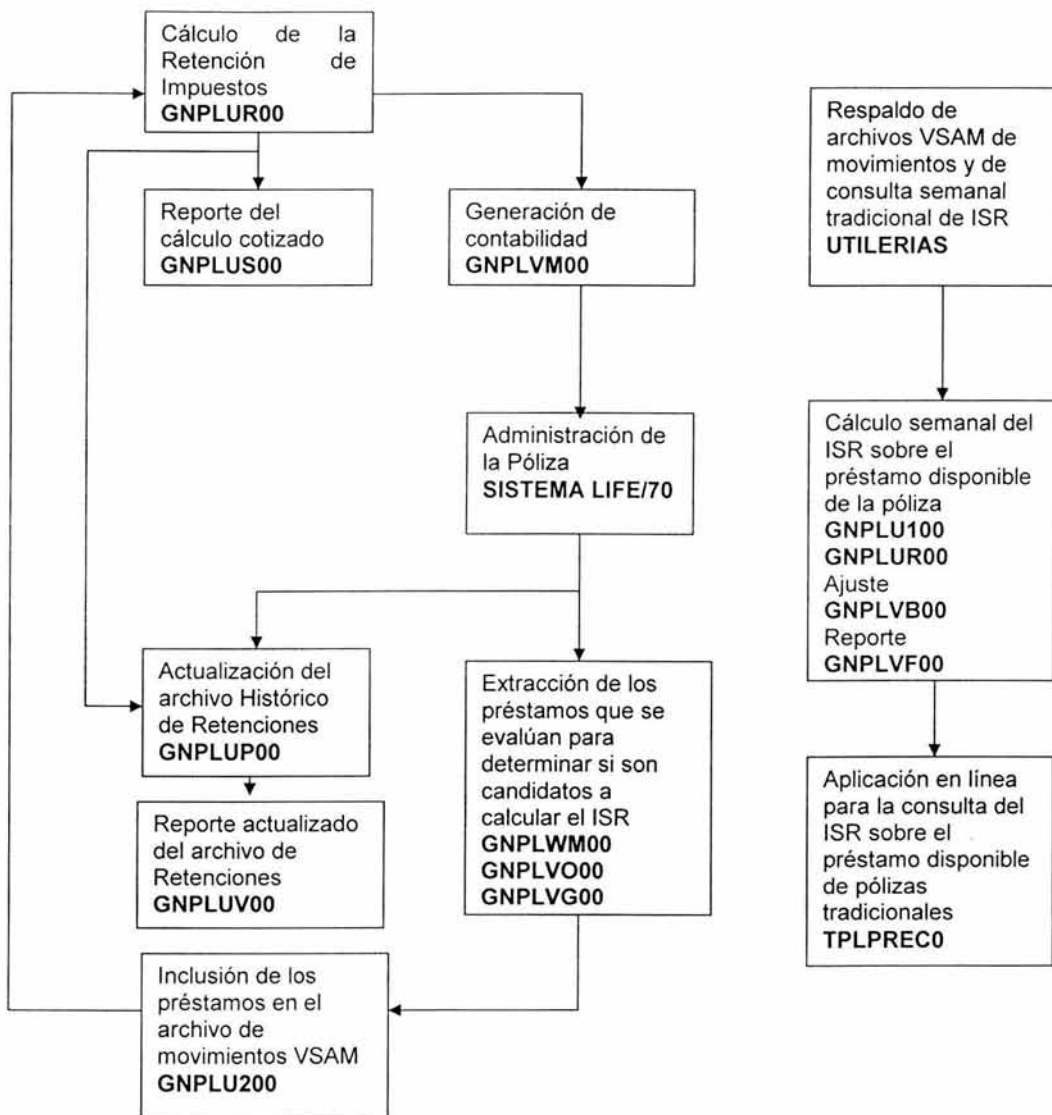 Cálculo de la
Retención de
Impuestos
GNPLUR00
Reporte del
cálculo cotizado
GNPLUS00
Generación de
contabilidad
GNPLVM00
Administración de
la Póliza
SISTEMA LIFE/70
Actualización del
archivo Histórico
de Retenciones
GNPLUP00
Reporte actualizado
del archivo de
Retenciones
GNPLUV00
Extracción de los
préstamos que se
evalúan para
determinar si son
candidatos a
calcular el ISR
GNPLWM00
GNPLVO00
GNPLVG00
Inclusión de los
préstamos en el
archivo de
movimientos VSAM
GNPLU200
Respaldo de
archivos VSAM de
movimientos y de
consulta semanal
tradicional de ISR
UTILERIAS
Cálculo semanal del
ISR sobre el
préstamo disponible
de la póliza
GNPLU100
GNPLUR00
Ajuste
GNPLVB00
Reporte
GNPLVF00
Aplicación en línea
para la consulta del
ISR sobre el
préstamo disponible
de pólizas
tradicionales
TPLPREC0